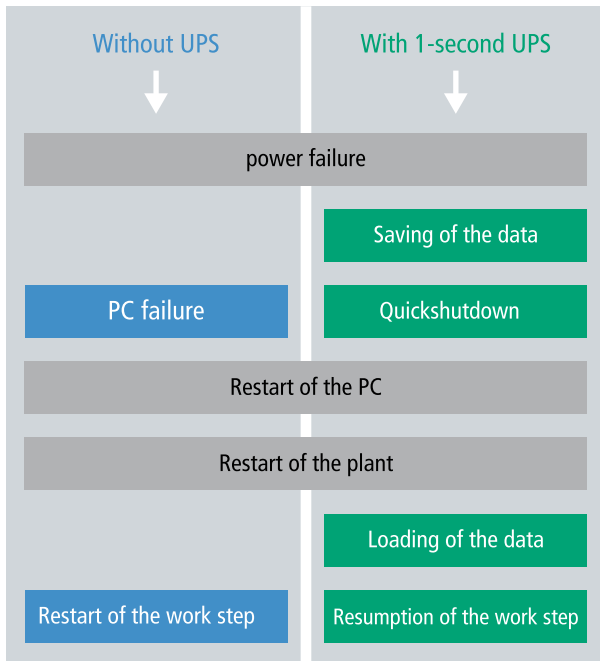 Without UPS
With 1-second UPS
power failure
Saving of the data
PC failure
Quickshutdown
Restart of the PC
Restart of the plant
Loading of the data
Restart of the work step
Resumption of the work step